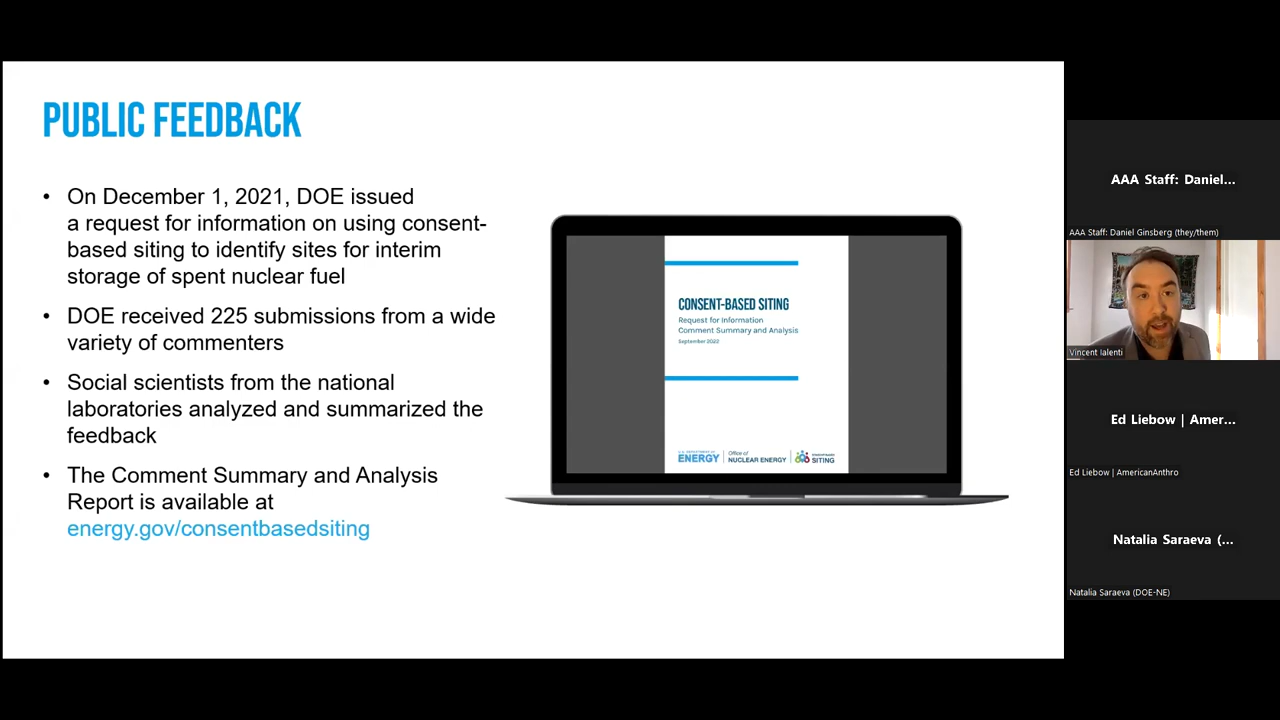 PUBLIC FEEDBACK
• On December 1, 2021, DOE issued
a request for information on using consent-
based siting to identify sites for interim
storage of spent nuclear fuel
• DOE received 225 submissions from a wide
variety of commenters
• Social scientists from the national
laboratories analyzed and summarized the
feedback
• The Comment Summary and Analysis
Report is available at
energy.gov/consentbasedsiting
CONSENT-BASED SITING
Request for Information
Comment Summary and Analysis
September 2022
U.S. DEPARTMENT OF
ENERGY
Office of
NUCLEAR ENERGY
CONSENT-BASED
SITING
AAA Staff: Daniel...
AAA Staff: Daniel Ginsberg (they/them)
Vincent Ialenti
Ed Liebow | Amer...
Ed Liebow | AmericanAnthro
Natalia Saraeva (...
Natalia Saraeva (DOE-NE)